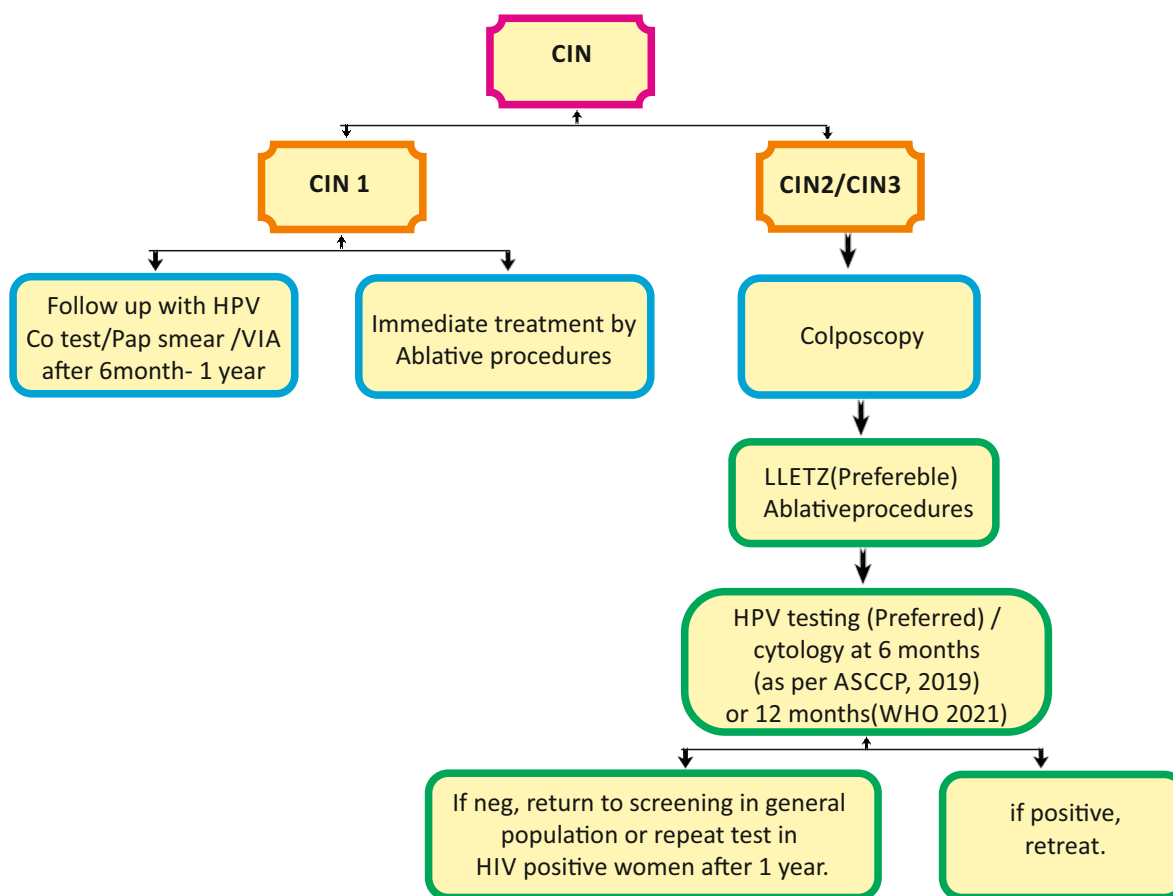 CIN
CIN 1
CIN2/CIN3
Follow up with HPV
Co test/Pap smear /VIA
after 6month- 1 year
Immediate treatment by
Ablative procedures
Colposcopy
LLETZ(Prefereble)
Ablativeprocedures
HPV testing (Preferred) /
cytology at 6 months
(as per ASCCP, 2019)
or 12 months(WHO 2021)
If neg, return to screening in general
population or repeat test in
HIV positive women after 1 year.
if positive,
retreat.